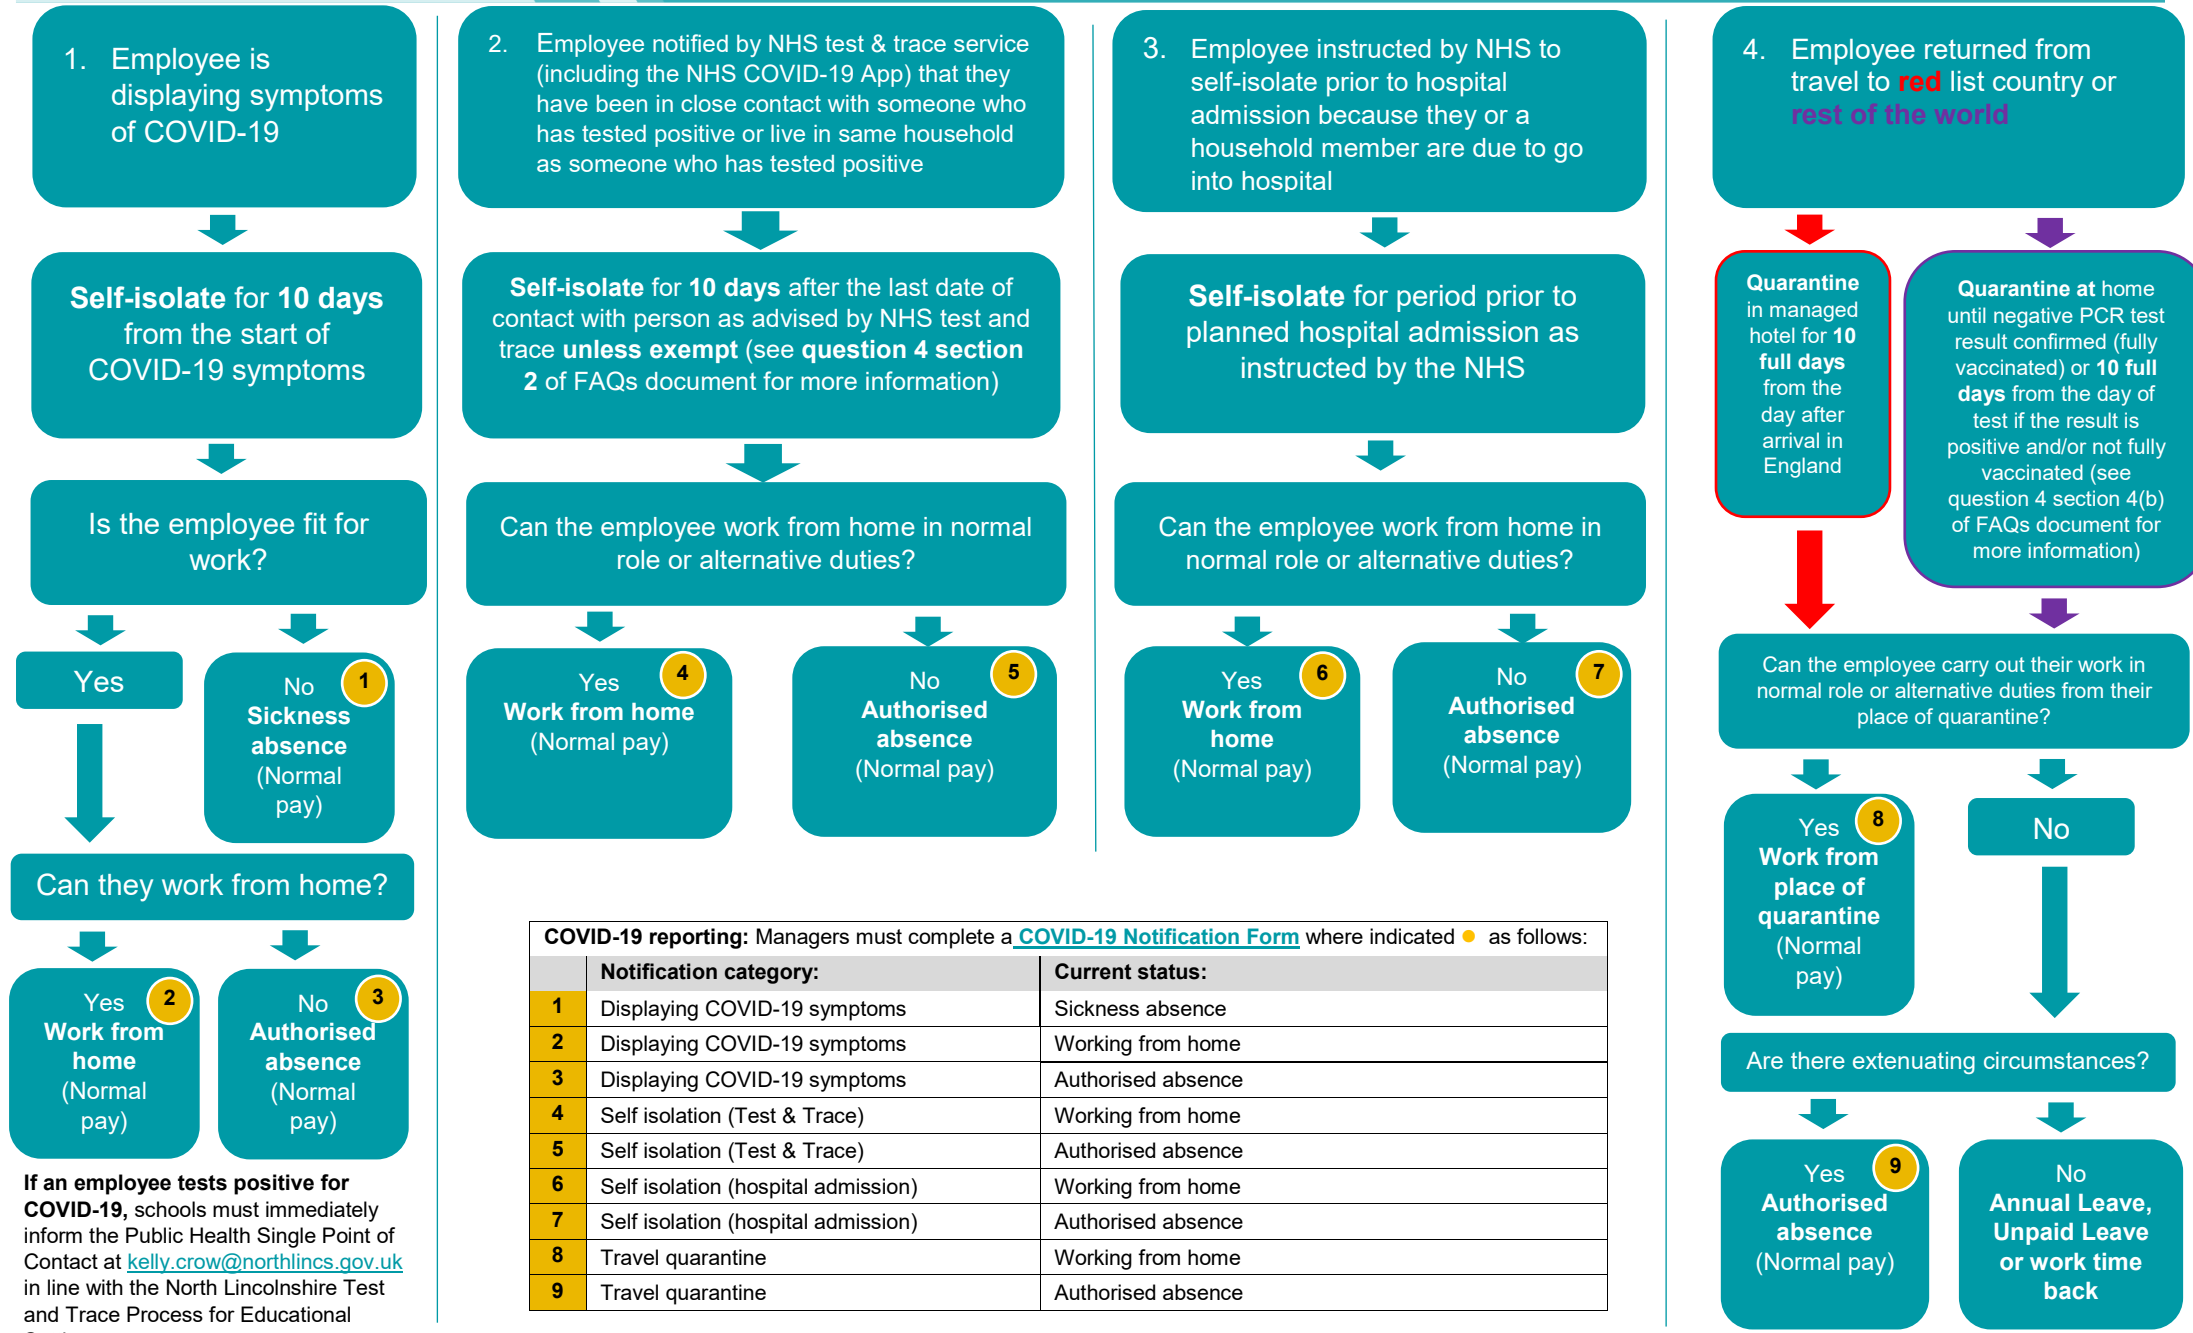 1. Employee is
displaying symptoms
of COVID-19
Self-isolate for 10 days
from the start of
COVID-19 symptoms
Is the employee fit for
work?
Yes
No
1
Sickness
absence
(Normal
pay)
Can they work from home?
Yes
2
Work from
home
(Normal
pay)
No
3
Authorised
absence
(Normal
pay)
If an employee tests positive for
COVID-19, schools must immediately
inform the Public Health Single Point of
Contact at kelly.crow@northlincs.gov.uk
in line with the North Lincolnshire Test
and Trace Process for Educational
2. Employee notified by NHS test & trace service
(including the NHS COVID-19 App) that they
have been in close contact with someone who
has tested positive or live in same household
as someone who has tested positive
Self-isolate for 10 days after the last date of
contact with person as advised by NHS test and
trace unless exempt (see question 4 section
2 of FAQs document for more information)
Can the employee work from home in normal
role or alternative duties?
Yes
4
Work from home
(Normal pay)
No
5
Authorised
absence
(Normal pay)
3. Employee instructed by NHS to
self-isolate prior to hospital
admission because they or a
household member are due to go
into hospital
Self-isolate for period prior to
planned hospital admission as
instructed by the NHS
Can the employee work from home in
normal role or alternative duties?
Yes
6
Work from
home
(Normal pay)
No
7
Authorised
absence
(Normal pay)
COVID-19 reporting: Managers must complete a COVID-19 Notification Form where indicated as follows:
Notification category: Current status:
1 Displaying COVID-19 symptoms Sickness absence
2 Displaying COVID-19 symptoms Working from home
3 Displaying COVID-19 symptoms Authorised absence
4 Self isolation (Test & Trace) Working from home
5 Self isolation (Test & Trace) Authorised absence
6 Self isolation (hospital admission) Working from home
7 Self isolation (hospital admission) Authorised absence
8 Travel quarantine Working from home
9 Travel quarantine Authorised absence
4. Employee returned from
travel to red list country or
rest of the world
Quarantine
in managed
hotel for 10
full days
from the
day after
arrival in
England
Quarantine at home
until negative PCR test
result confirmed (fully
vaccinated) or 10 full
days from the day of
test if the result is
positive and/or not fully
vaccinated (see
question 4 section 4(b)
of FAQs document for
more information)
Can the employee carry out their work in
normal role or alternative duties from their
place of quarantine?
Yes
8
Work from
place of
quarantine
(Normal
pay)
No
Are there extenuating circumstances?
Yes
9
Authorised
absence
(Normal pay)
No
Annual Leave,
Unpaid Leave
or work time
back